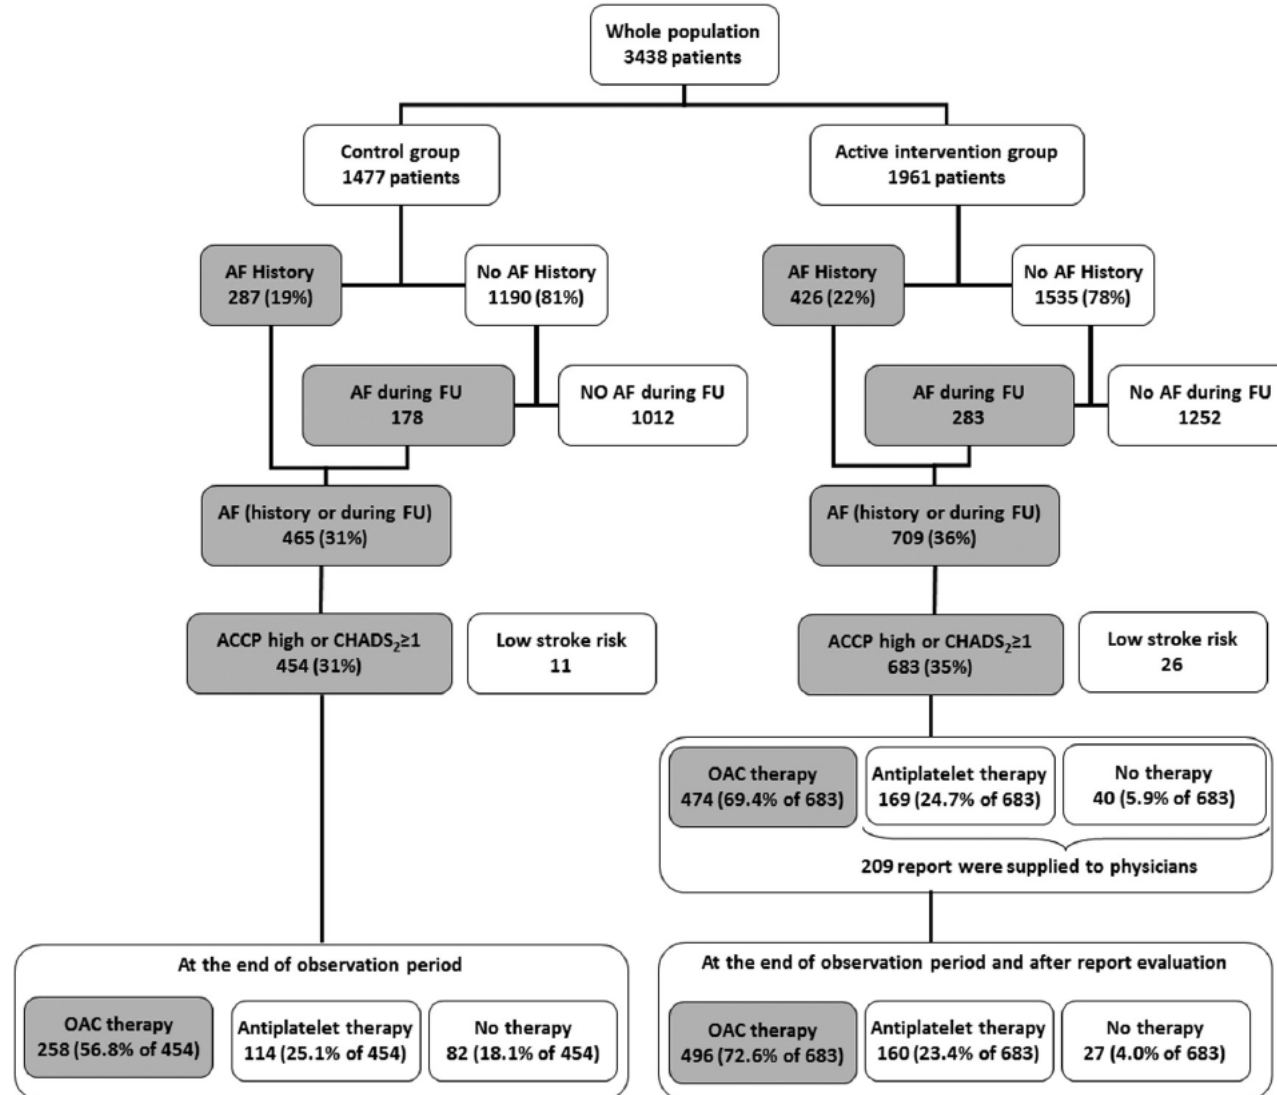 Whole population
3438 patients
Control group
1477 patients
Active intervention group
1961 patients
AF History
287 (19%)
No AF History
1190 (81%)
AF History
426 (22%)
No AF History
1535 (78%)
AF during FU
178
NO AF during FU
1012
AF during FU
283
No AF during FU
1252
AF (history or during FU)
465 (31%)
AF (history or during FU)
709 (36%)
ACCP high or CHADS₂≥1
454 (31%)
Low stroke risk
11
ACCP high or CHADS₂≥1
683 (35%)
Low stroke risk
26
OAC therapy
474 (69.4% of 683)
Antiplatelet therapy
169 (24.7% of 683)
No therapy
40 (5.9% of 683)
209 report were supplied to physicians
At the end of observation period
OAC therapy
258 (56.8% of 454)
Antiplatelet therapy
114 (25.1% of 454)
No therapy
82 (18.1% of 454)
At the end of observation period and after report evaluation
OAC therapy
496 (72.6% of 683)
Antiplatelet therapy
160 (23.4% of 683)
No therapy
27 (4.0% of 683)